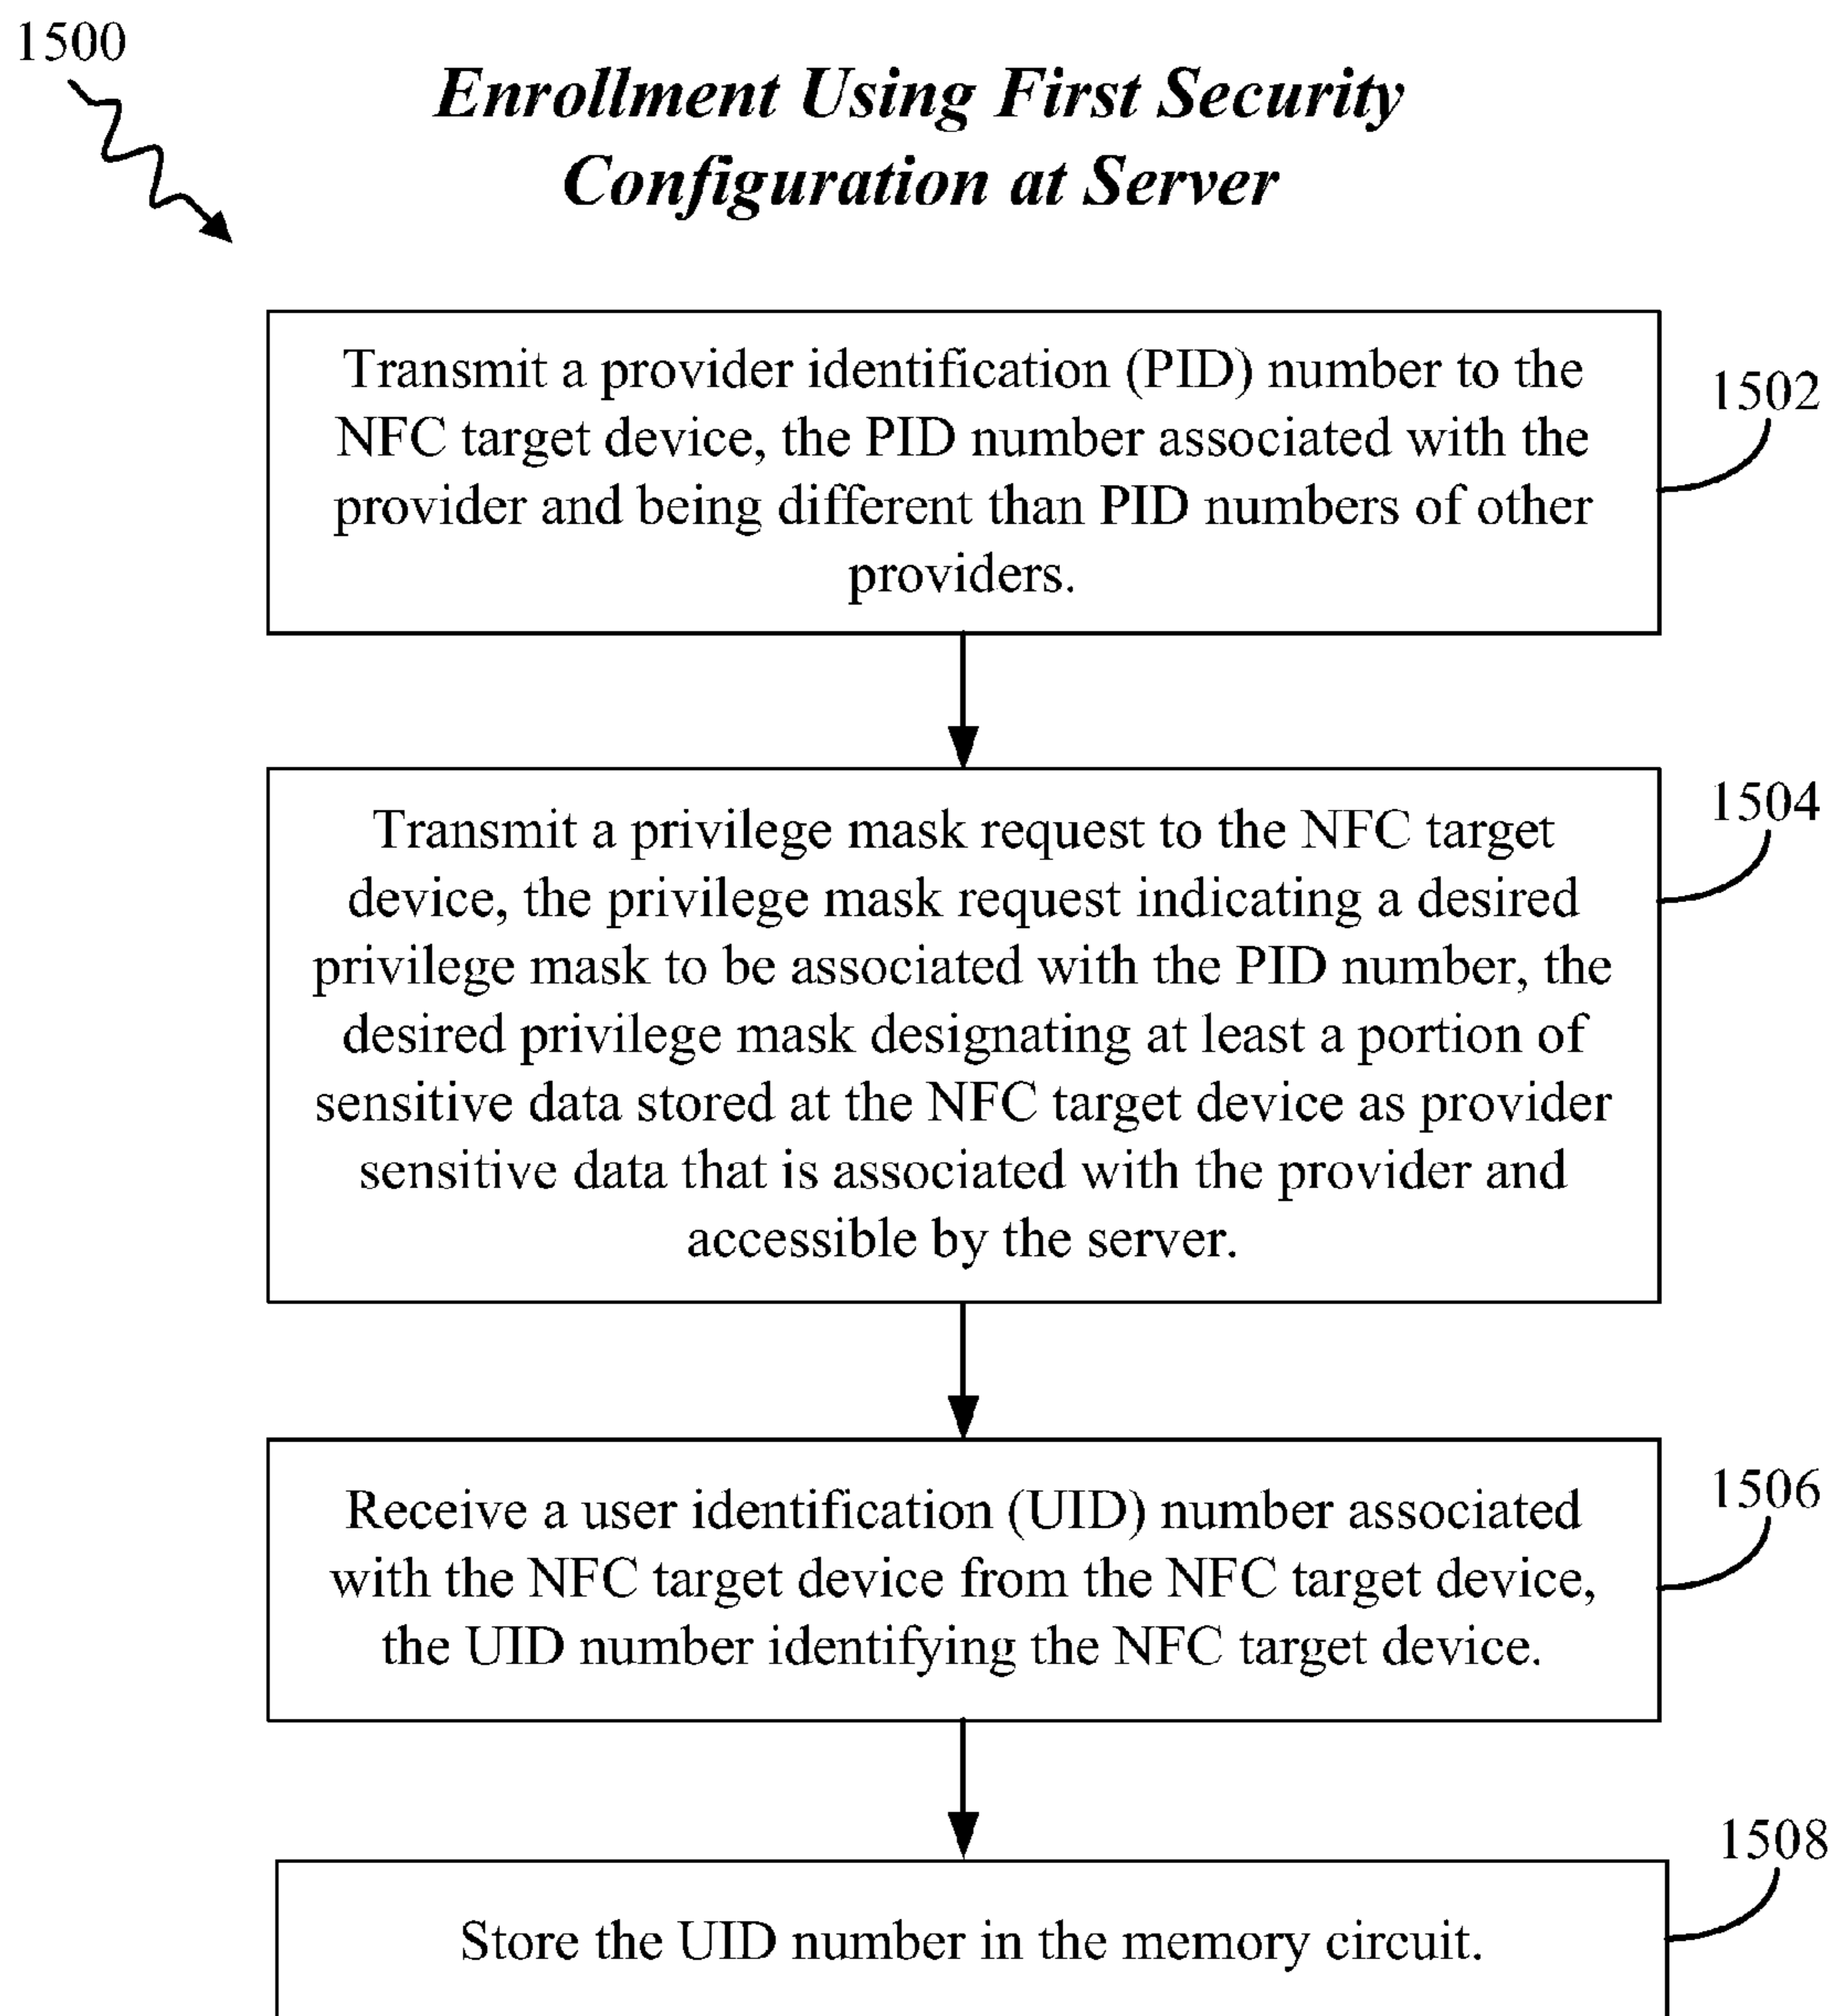 1500
Enrollment Using First Security
Configuration at Server
Transmit a provider identification (PID) number to the
NFC target device, the PID number associated with the
provider and being different than PID numbers of other
providers.
1502
Transmit a privilege mask request to the NFC target
device, the privilege mask request indicating a desired
privilege mask to be associated with the PID number, the
desired privilege mask designating at least a portion of
sensitive data stored at the NFC target device as provider
sensitive data that is associated with the provider and
accessible by the server.
1504
Receive a user identification (UID) number associated
with the NFC target device from the NFC target device,
the UID number identifying the NFC target device.
1506
Store the UID number in the memory circuit.
1508